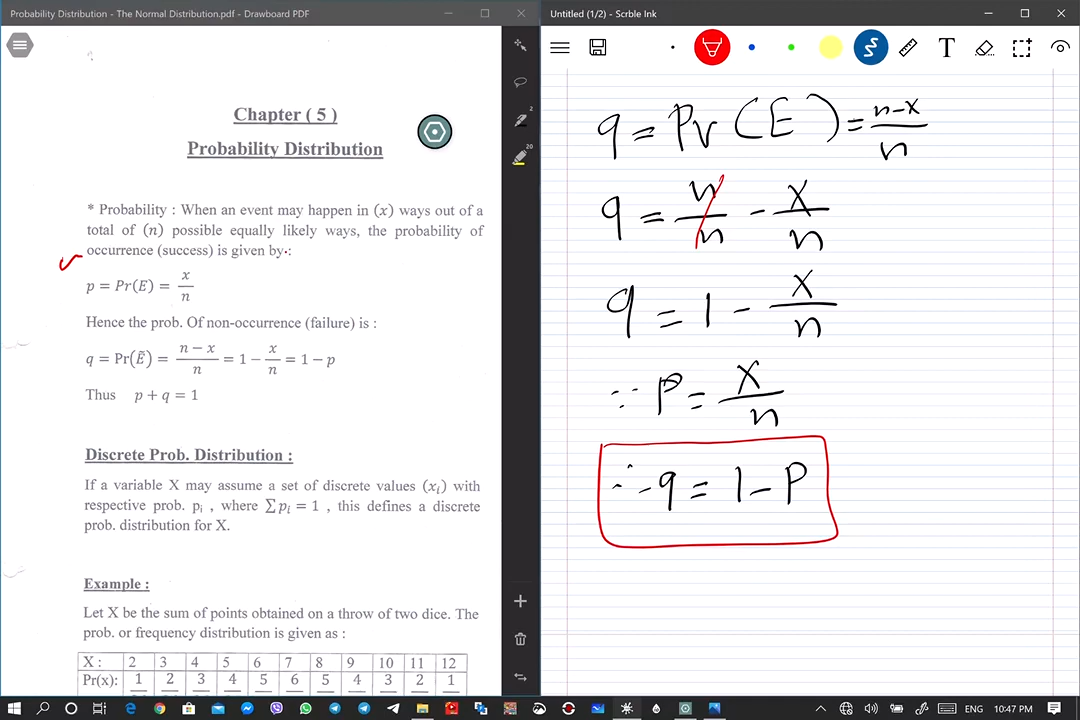 Probability Distribution - The Normal Distribution.pdf - Drawboard PDF
Chapter ( 5 )
Probability Distribution
* Probability : When an event may happen in (x) ways out of a
total of (n) possible equally likely ways, the probability of
occurrence (success) is given by :
p = Pr(E) = x/n
Hence the prob. Of non-occurrence (failure) is :
q = Pr(Ẽ) = (n − x)/n = 1 − x/n = 1 − p
Thus p + q = 1
Discrete Prob. Distribution :
If a variable X may assume a set of discrete values (xᵢ) with
respective prob. pᵢ , where ∑pᵢ = 1 , this defines a discrete
prob. distribution for X.
Example :
Let X be the sum of points obtained on a throw of two dice. The
prob. or frequency distribution is given as :
X : 2 3 4 5 6 7 8 9 10 11 12
Pr(x): 1 2 3 4 5 6 5 4 3 2 1
2
20
Untitled (1/2) - Scrble Ink
T
q = Pr (E) = n-x/n
q = n/n - x/n
q = 1 - x/n
∵ P = x/n
∴ q = 1 - P
ENG 10:47 PM